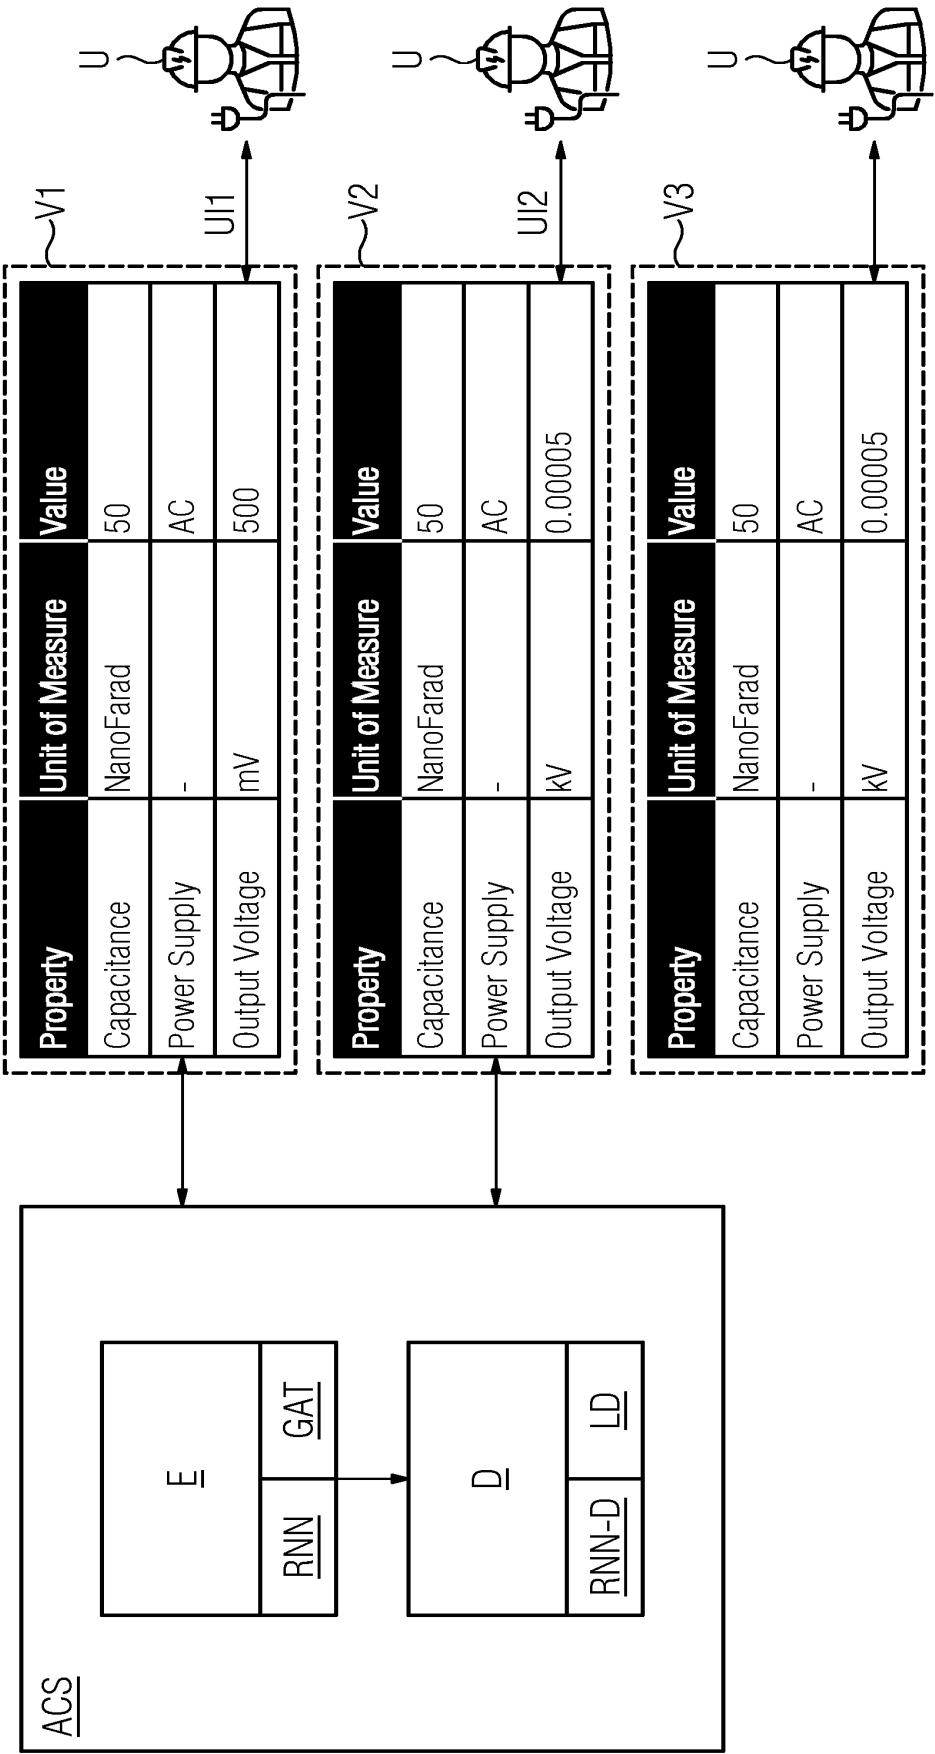 ACS
E
RNN GAT
D
RNN-D LD
V1
Property Unit of Measure Value
Capacitance NanoFarad 50
Power Supply - AC
Output Voltage mV 500
UI1
U
V2
Property Unit of Measure Value
Capacitance NanoFarad 50
Power Supply - AC
Output Voltage kV 0.00005
UI2
U
V3
Property Unit of Measure Value
Capacitance NanoFarad 50
Power Supply - AC
Output Voltage kV 0.00005
U